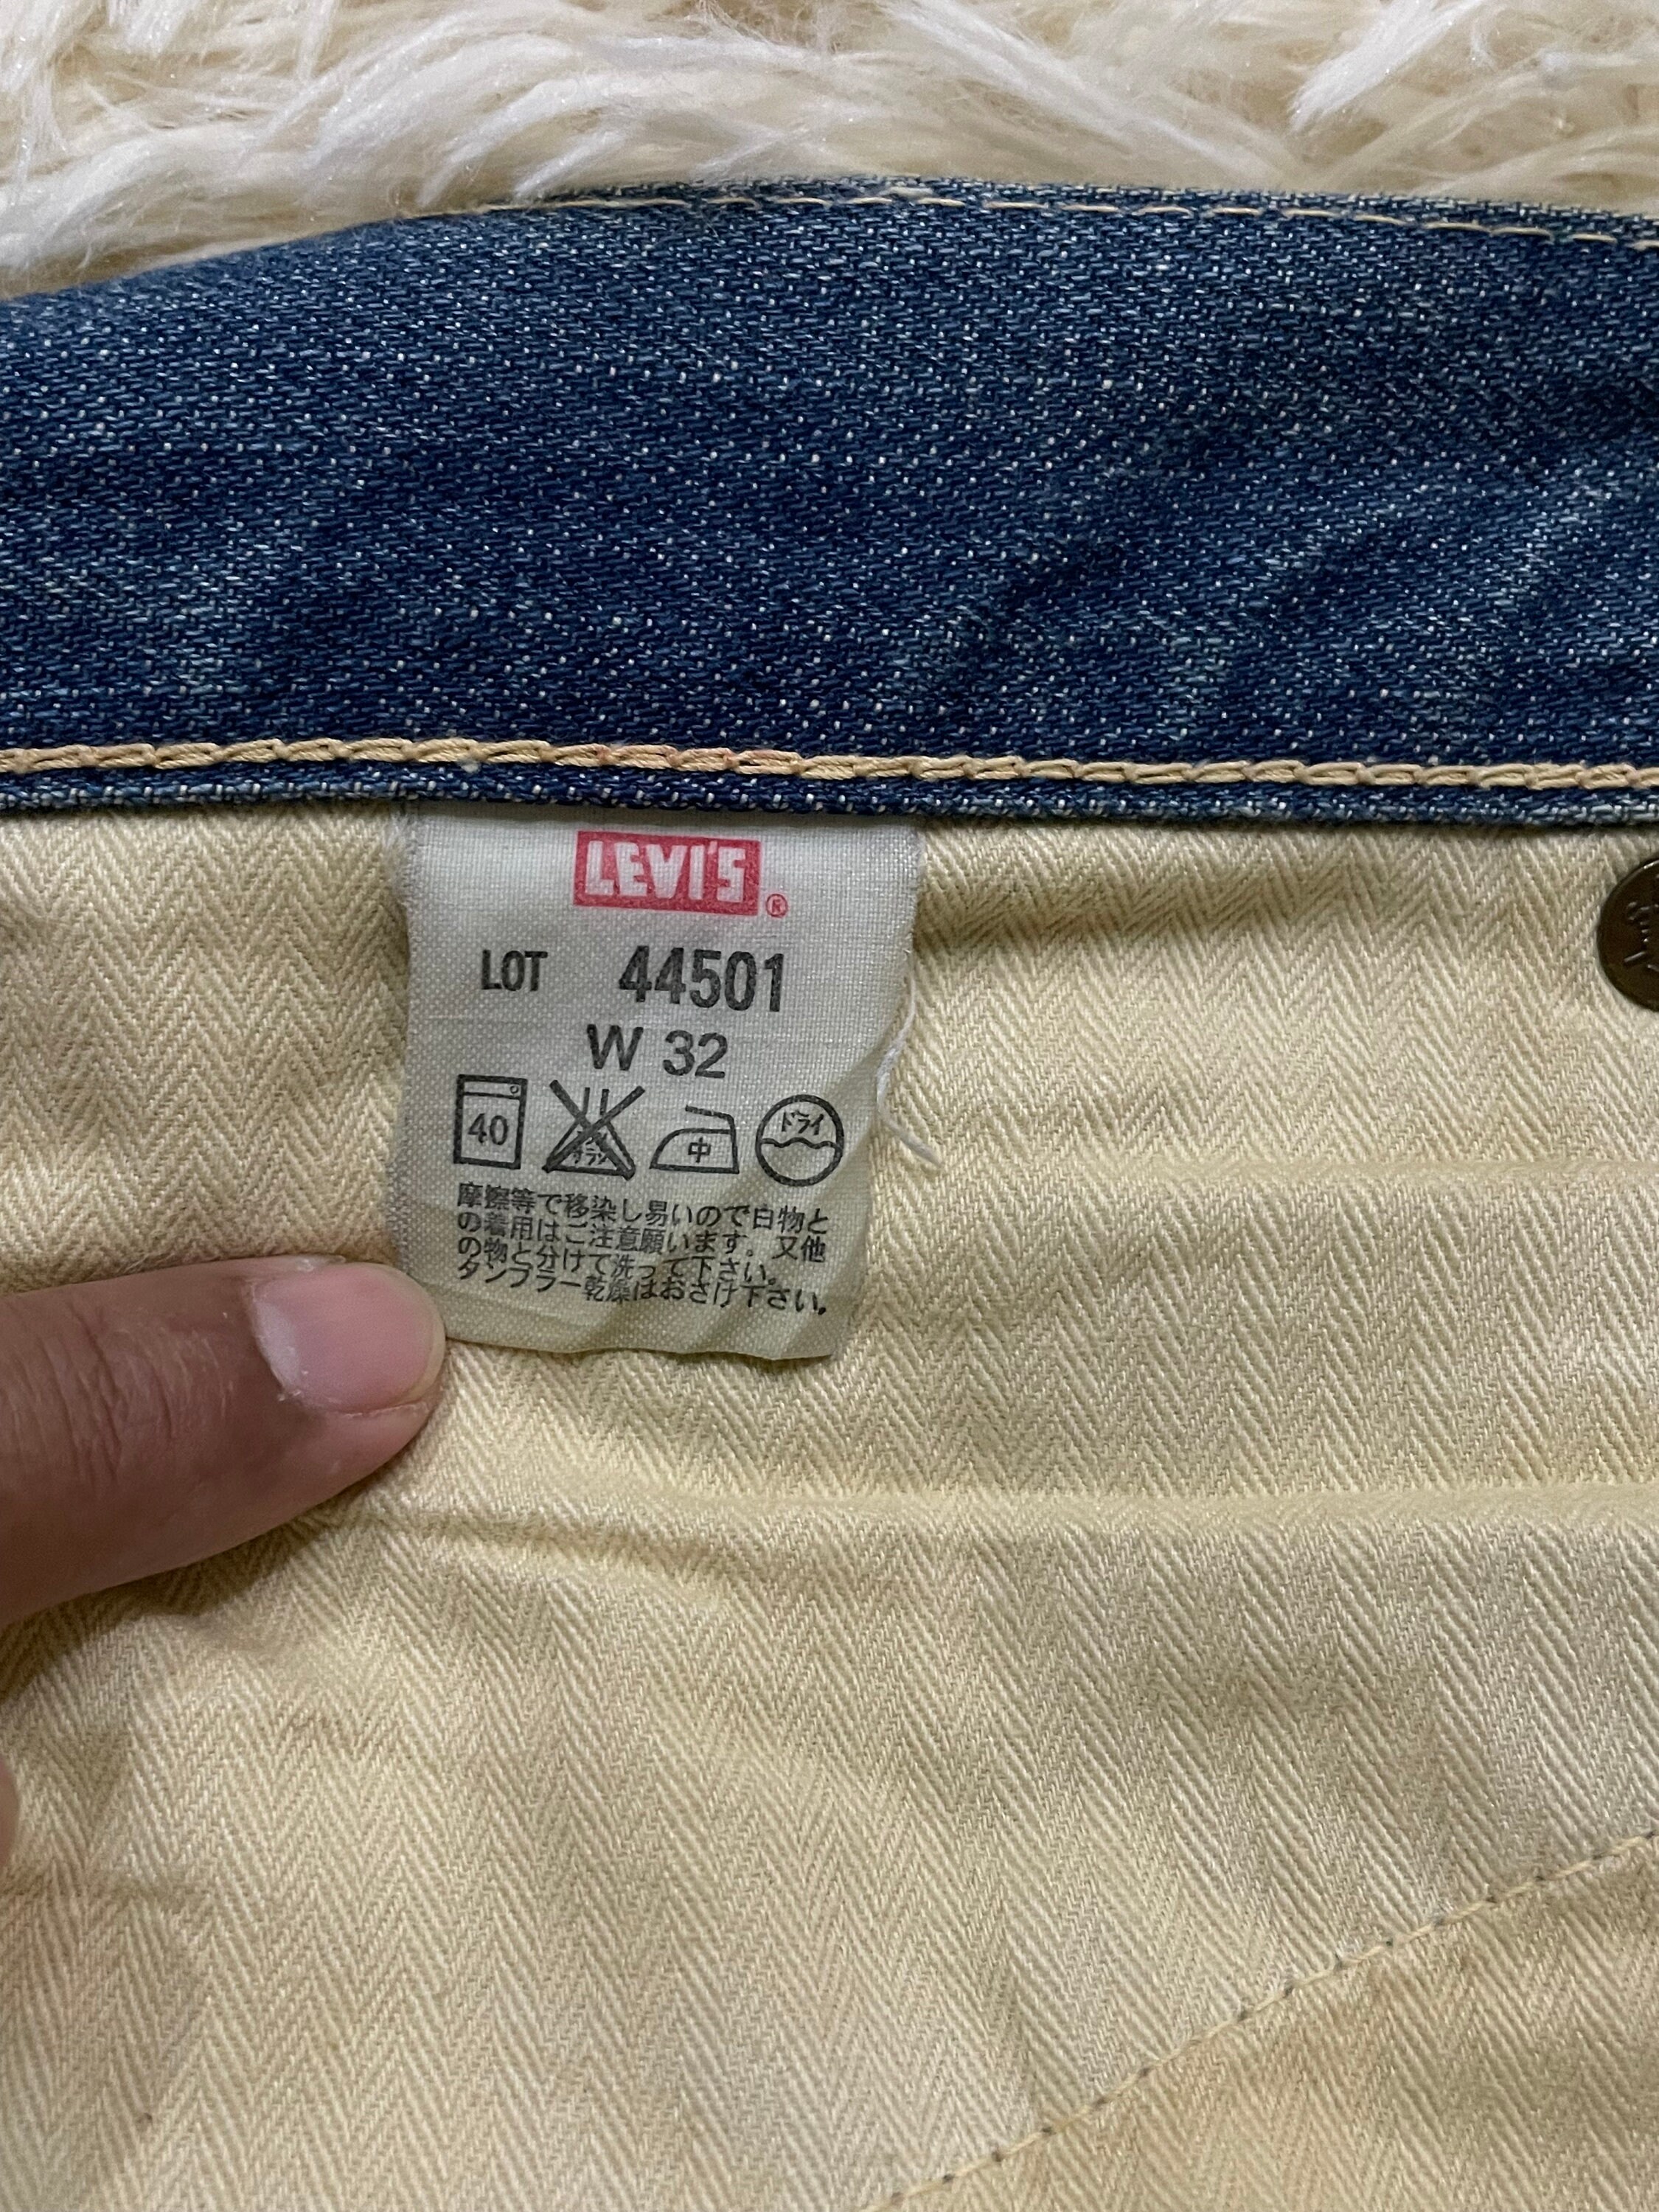 LEVI'S®
LOT 44501
W 32
40 中 ドライ
摩擦等で移染し易いので白物と
の着用はご注意願います。又他
の物と分けて洗って下さい。
タンブラー乾燥はおさけ下さい。